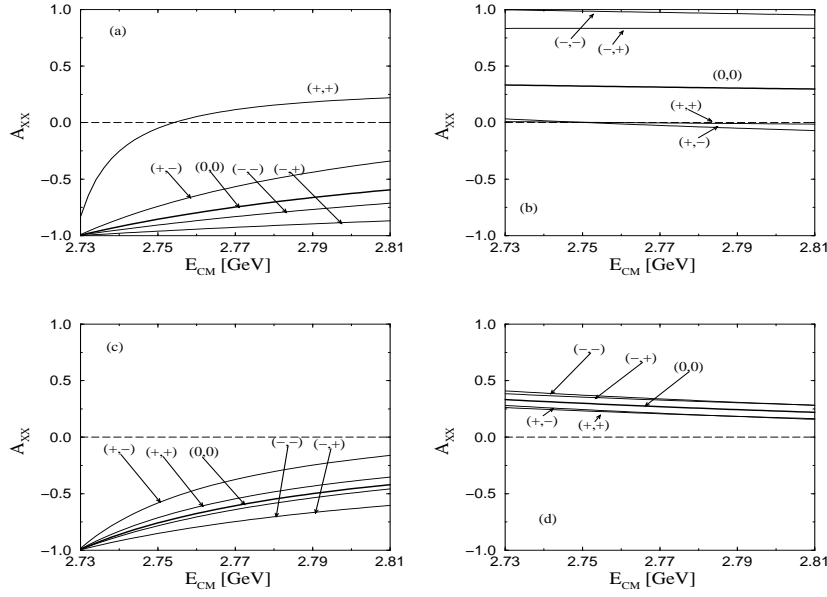 1.0
(a)
0.5
(+,+)
A_XX
0.0
(+,−) (0,0) (−,−) (−,+)
−0.5
−1.0
2.73 2.75 2.77 2.79 2.81
E_CM [GeV]
1.0
(−,−) (−,+)
0.5
(0,0)
A_XX
(+,+)
0.0
(+,−)
−0.5
(b)
−1.0
2.73 2.75 2.77 2.79 2.81
E_CM [GeV]
1.0
(c)
0.5
A_XX
0.0
(+,−) (+,+) (0,0) (−,−) (−,+)
−0.5
−1.0
2.73 2.75 2.77 2.79 2.81
E_CM [GeV]
1.0
(−,−) (−,+) (0,0)
0.5
A_XX
(+,−) (+,+)
0.0
−0.5
(d)
−1.0
2.73 2.75 2.77 2.79 2.81
E_CM [GeV]